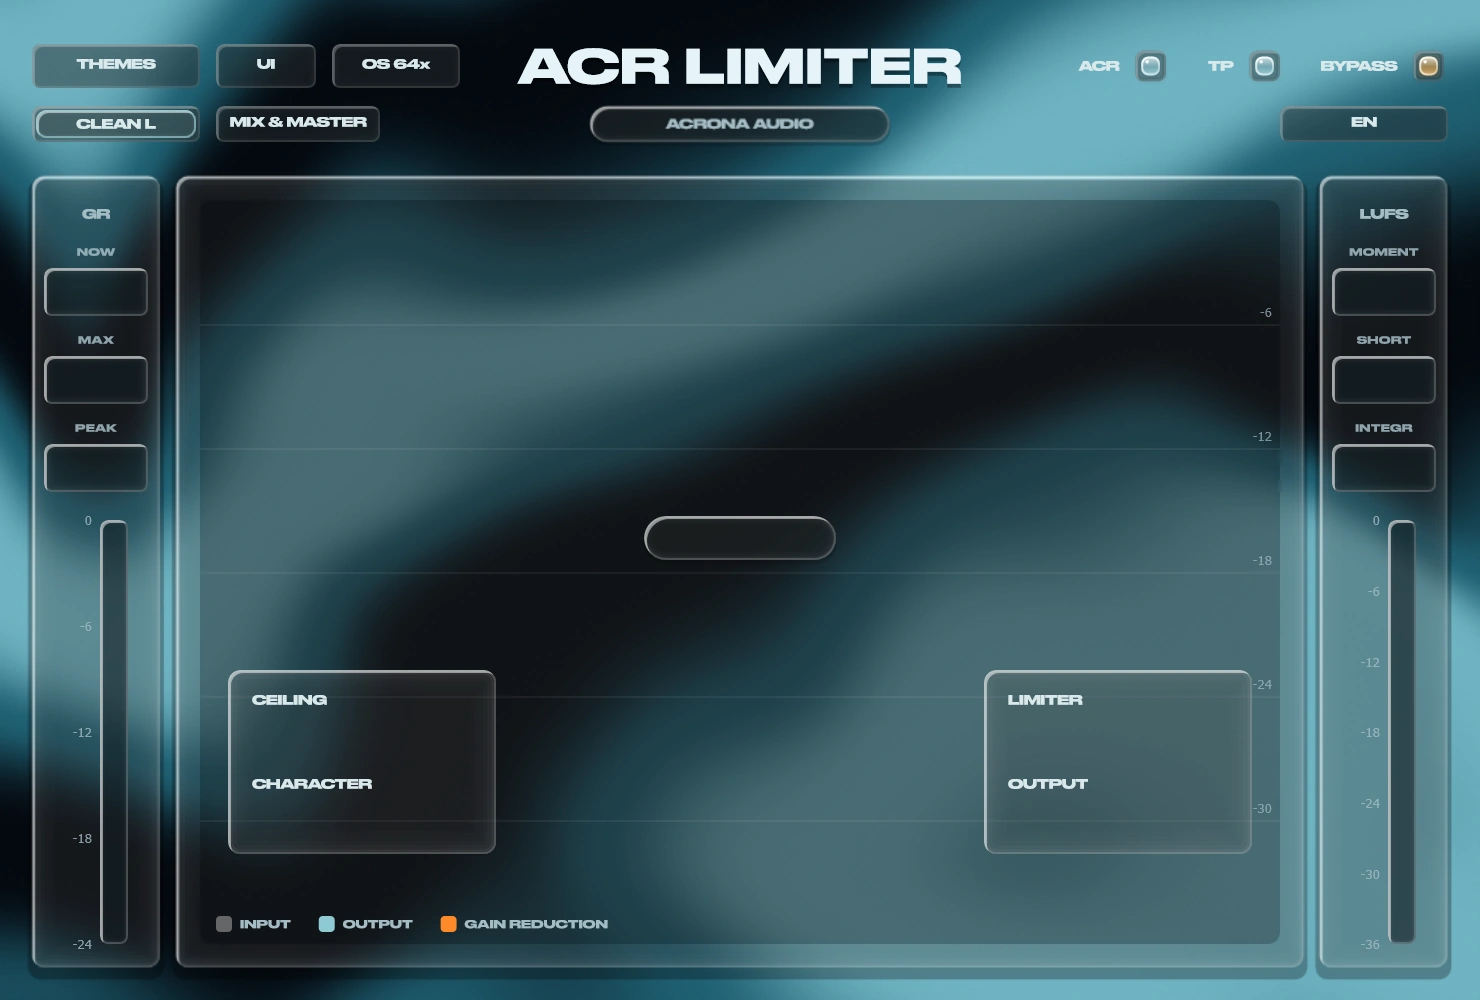 THEMES
UI
OS 64x
ACR LIMITER
ACR
TP
BYPASS
CLEAN L
MIX & MASTER
ACRONA AUDIO
EN
GR
NOW
MAX
PEAK
0
-6
-12
-18
-24
-6
-12
-18
-24
-30
CEILING
CHARACTER
LIMITER
OUTPUT
INPUT
OUTPUT
GAIN REDUCTION
LUFS
MOMENT
SHORT
INTEGR
0
-6
-12
-18
-24
-30
-36